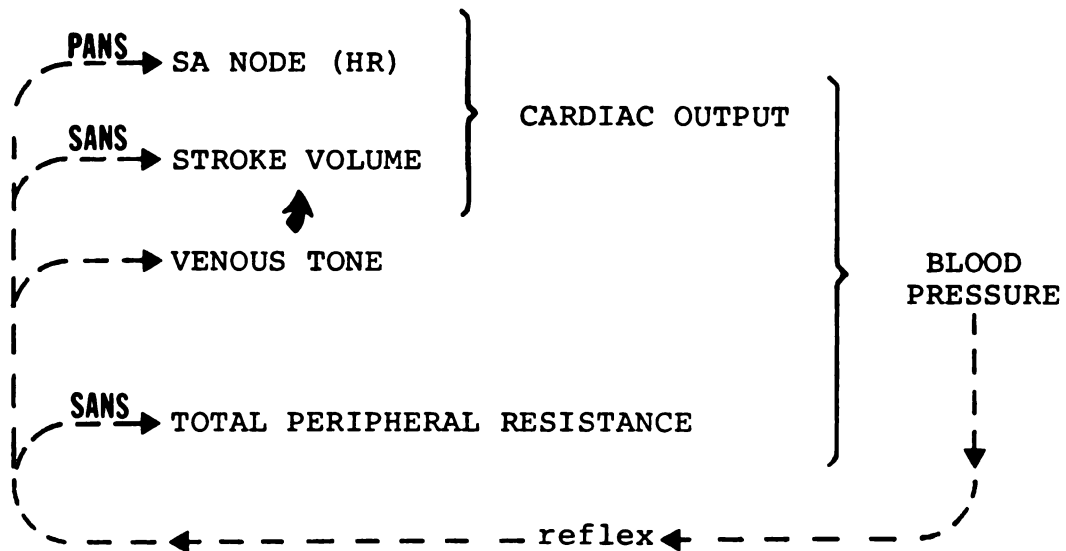 PANS
SA NODE (HR)
CARDIAC OUTPUT
SANS
STROKE VOLUME
VENOUS TONE
BLOOD
PRESSURE
SANS
TOTAL PERIPHERAL RESISTANCE
reflex